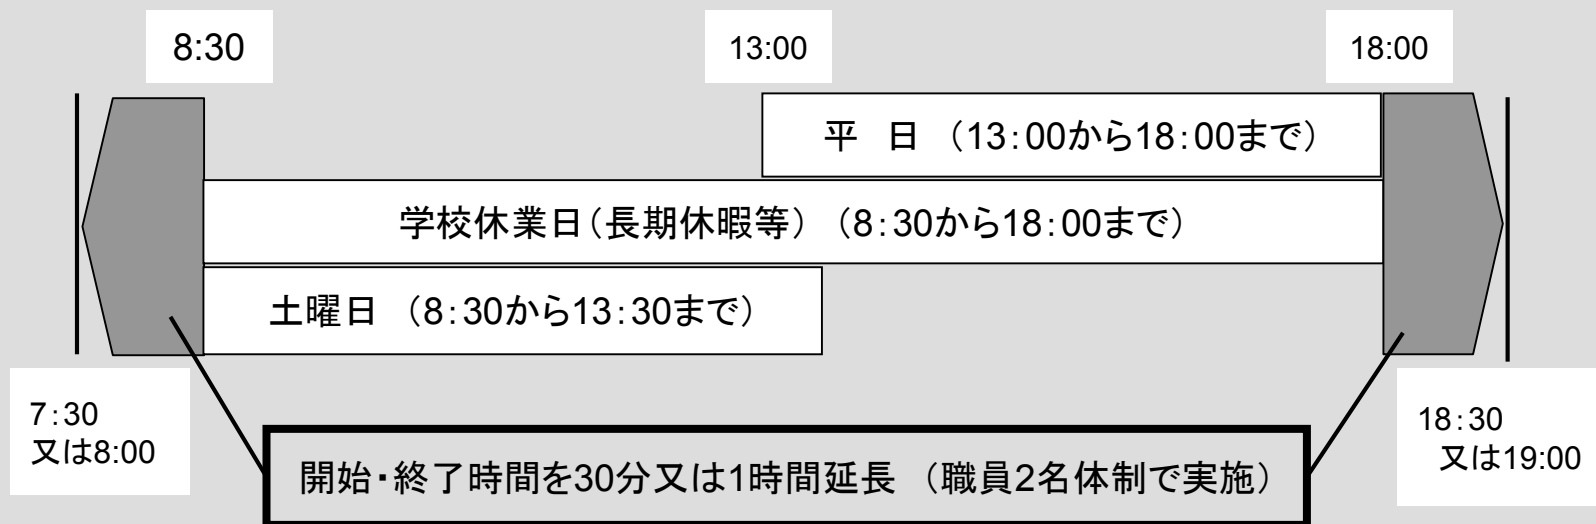 8:30
13:00
18:00
平　日　（13：00から18：00まで）
学校休業日（長期休暇等）　（8：30から18：00まで）
土曜日　（8：30から13：30まで）
7：30
又は8:00
18：30
又は19:00
開始・終了時間を30分又は1時間延長　（職員2名体制で実施）